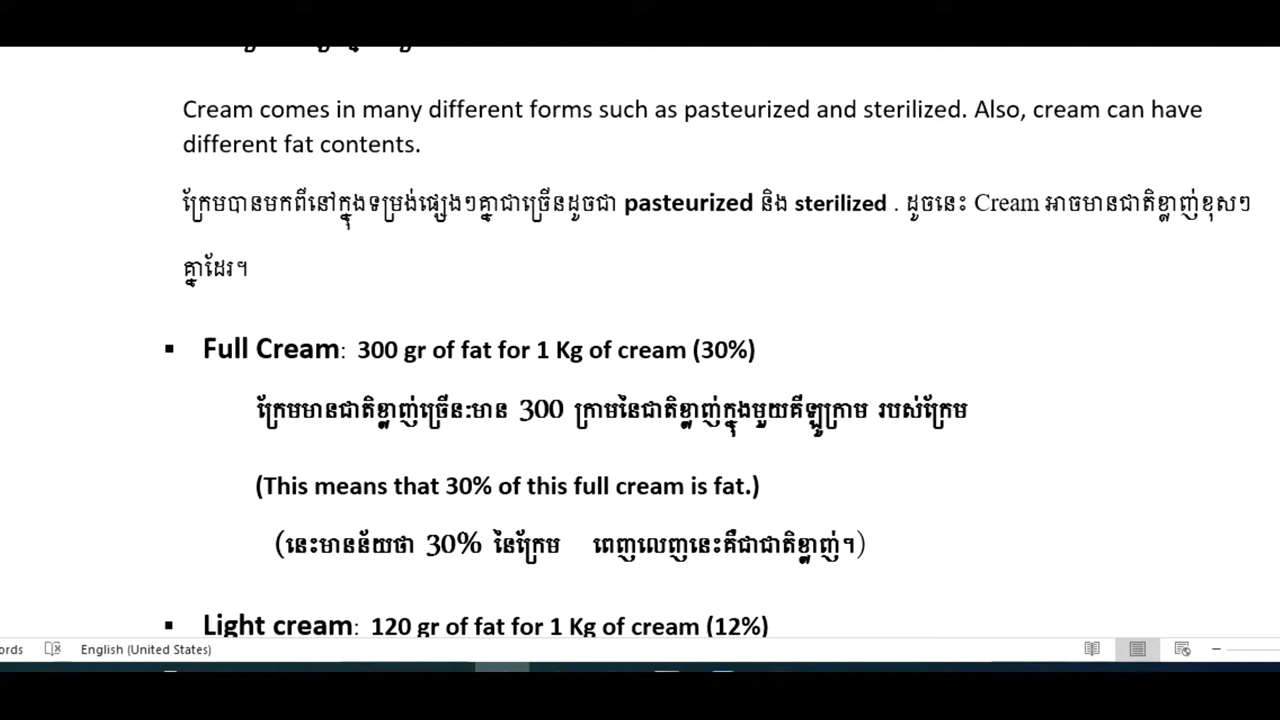 Cream comes in many different forms such as pasteurized and sterilized. Also, cream can have
different fat contents.
ក្រែមបានមកពីនៅក្នុងទម្រង់ផ្សេងៗគ្នាជាច្រើនដូចជា pasteurized និង sterilized . ដូចនេះ Cream អាចមានជាតិខ្លាញ់ខុសៗ
គ្នាដែរ។
▪ Full Cream: 300 gr of fat for 1 Kg of cream (30%)
ក្រែមមានជាតិខ្លាញ់ច្រើន:មាន 300 ក្រាមនៃជាតិខ្លាញ់ក្នុងមួយគីឡូក្រាម របស់ក្រែម
(This means that 30% of this full cream is fat.)
(នេះមានន័យថា 30% នៃក្រែម ពេញលេញនេះគឺជាជាតិខ្លាញ់។)
▪ Light cream: 120 gr of fat for 1 Kg of cream (12%)
ords English (United States)